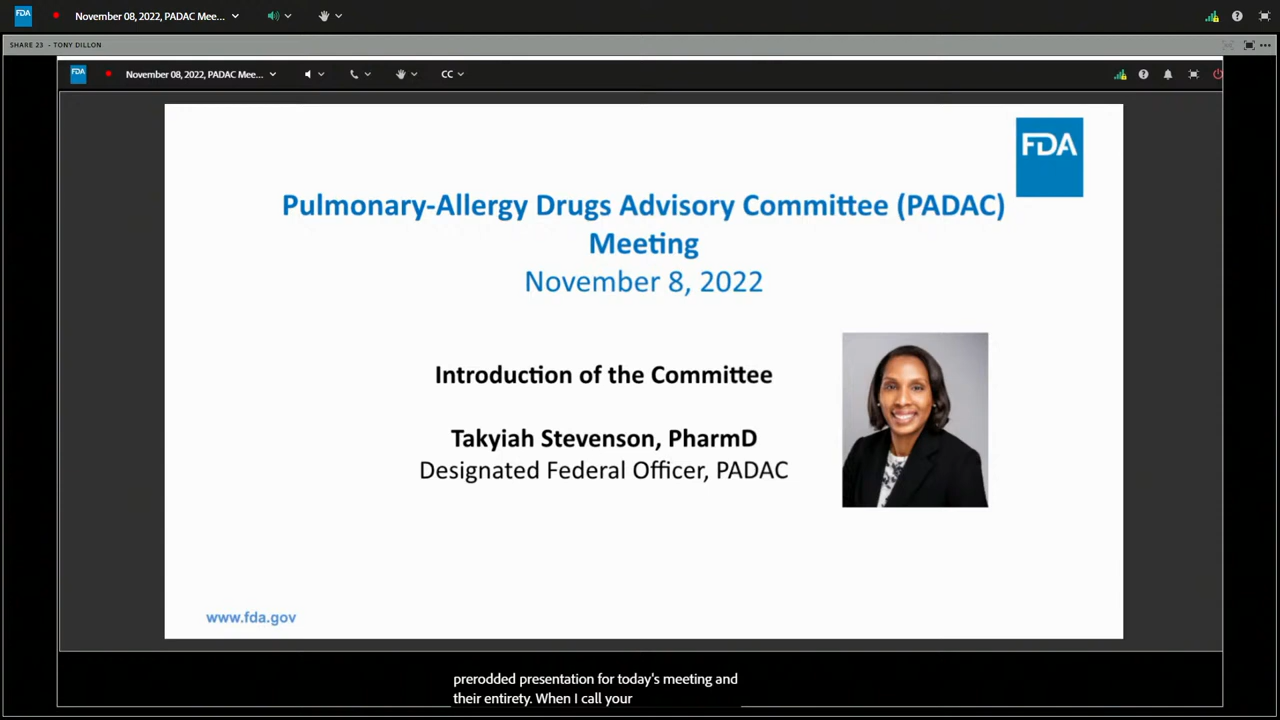 FDA
November 08, 2022, PADAC Mee...
SHARE 23 - TONY DILLON
FDA
November 08, 2022, PADAC Mee...
CC
FDA
Pulmonary-Allergy Drugs Advisory Committee (PADAC)
Meeting
November 8, 2022
Introduction of the Committee
Takyiah Stevenson, PharmD
Designated Federal Officer, PADAC
www.fda.gov
prerodded presentation for today's meeting and
their entirety. When I call your